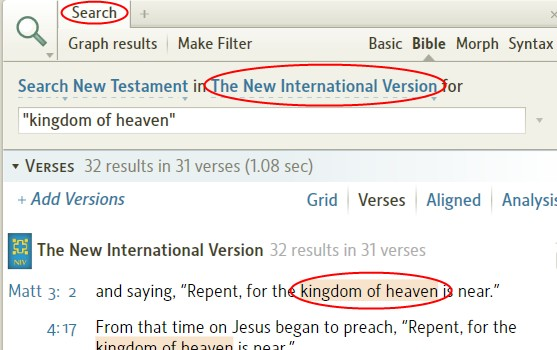 Search +
Graph results Make Filter Basic Bible Morph Syntax
Search New Testament in The New International Version for
"kingdom of heaven"
VERSES 32 results in 31 verses (1.08 sec)
+ Add Versions Grid Verses Aligned Analysis
NIV The New International Version 32 results in 31 verses
Matt 3: 2 and saying, “Repent, for the kingdom of heaven is near.”
4:17 From that time on Jesus began to preach, “Repent, for the
kingdom of heaven is near.”